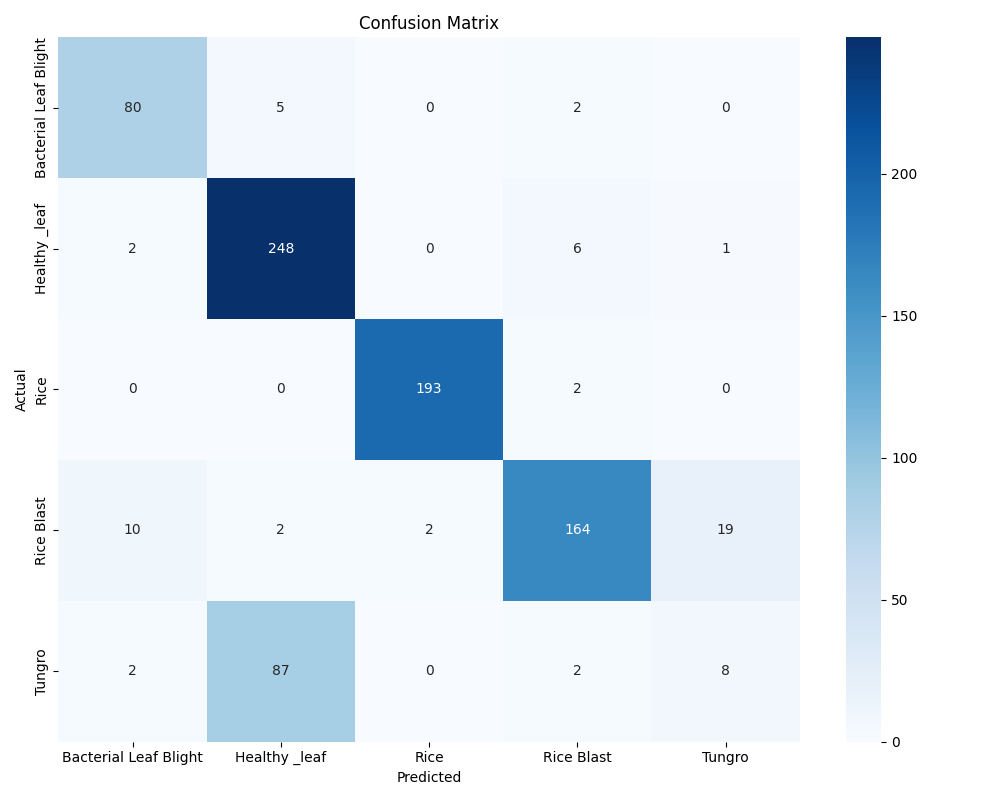 Confusion Matrix
Actual
Bacterial Leaf Blight
80 5 0 2 0
Healthy _leaf
2 248 0 6 1
Rice
0 0 193 2 0
Rice Blast
10 2 2 164 19
Tungro
2 87 0 2 8
Bacterial Leaf Blight Healthy _leaf Rice Rice Blast Tungro
Predicted
200
150
100
50
0